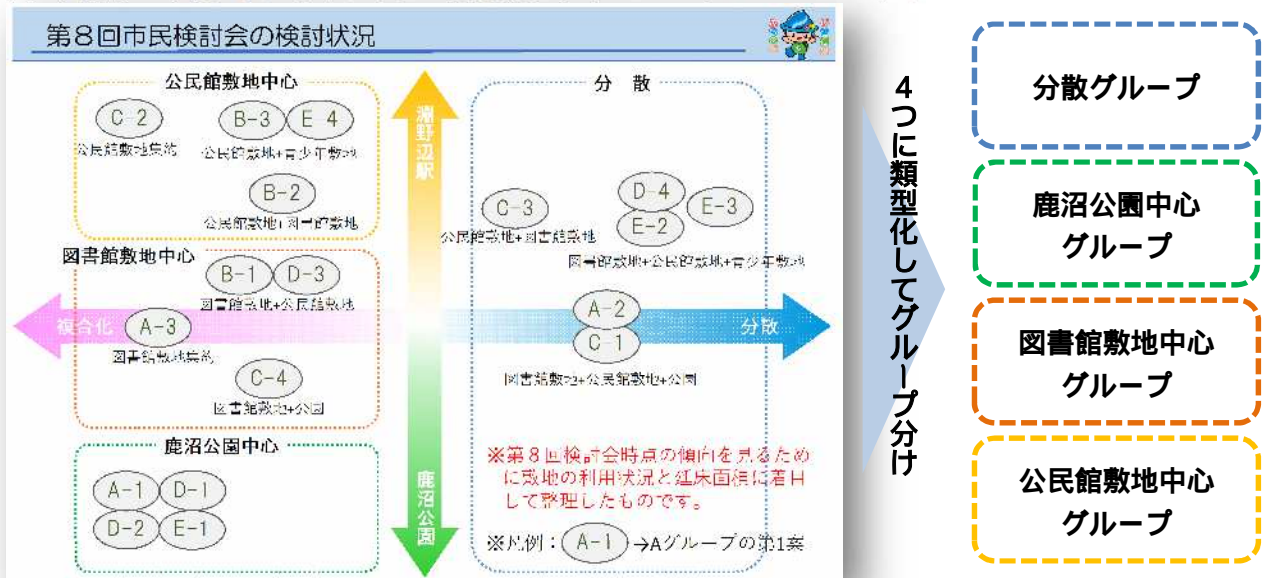 第8回市民検討会の検討状況
公民館敷地中心
C-2
B-3
E-4
公民館敷地集約
公民館敷地+青少年敷地
B-2
公民館敷地+図書館敷地
図書館敷地中心
B-1
D-3
図書館敷地+公民館敷地
A-3
図書館敷地集約
C-4
図書館敷地+公園
鹿沼公園中心
A-1
D-1
D-2
E-1
淵野辺駅
複合化
分散
鹿沼公園
分 散
C-3
公民館敷地+図書館敷地
D-4
E-2
E-3
図書館敷地+公民館敷地+青少年敷地
A-2
C-1
図書館敷地+公民館敷地+公園
※第8回検討会時点の傾向を見るため
に敷地の利用状況と延床面積に着目
して整理したものです。
※凡例：A-1→Aグループの第1案
4つに類型化してグループ分け
分散グループ
鹿沼公園中心
グループ
図書館敷地中心
グループ
公民館敷地中心
グループ